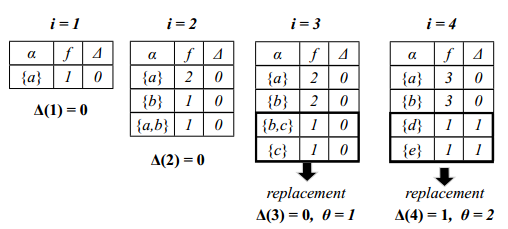 i = 1
α f Δ
{a} 1 0
Δ(1) = 0
i = 2
α f Δ
{a} 2 0
{b} 1 0
{a,b} 1 0
Δ(2) = 0
i = 3
α f Δ
{a} 2 0
{b} 2 0
{b,c} 1 0
{c} 1 0
replacement
Δ(3) = 0, θ = 1
i = 4
α f Δ
{a} 3 0
{b} 3 0
{d} 1 1
{e} 1 1
replacement
Δ(4) = 1, θ = 2